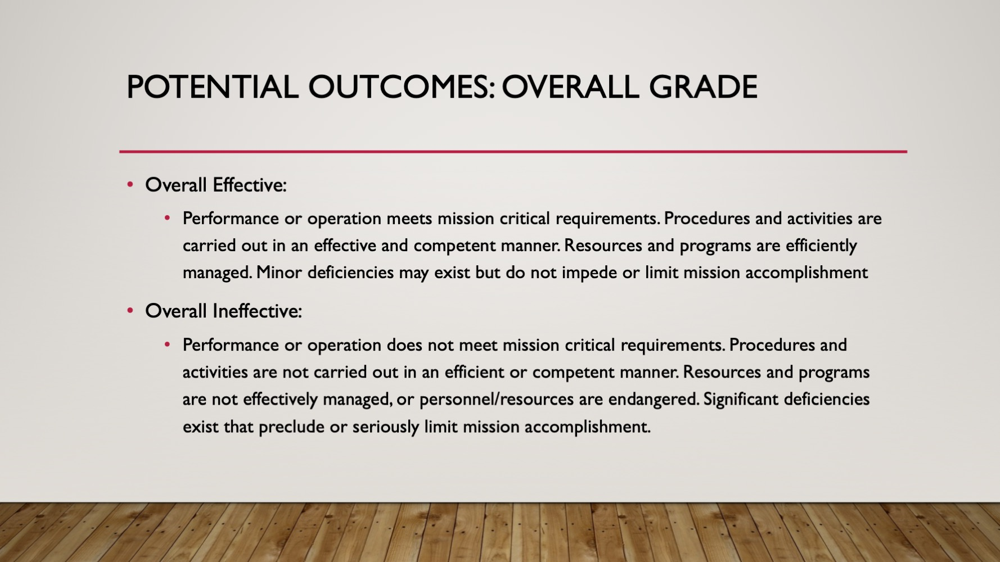 POTENTIAL OUTCOMES: OVERALL GRADE
• Overall Effective:
• Performance or operation meets mission critical requirements. Procedures and activities are
carried out in an effective and competent manner. Resources and programs are efficiently
managed. Minor deficiencies may exist but do not impede or limit mission accomplishment
• Overall Ineffective:
• Performance or operation does not meet mission critical requirements. Procedures and
activities are not carried out in an efficient or competent manner. Resources and programs
are not effectively managed, or personnel/resources are endangered. Significant deficiencies
exist that preclude or seriously limit mission accomplishment.